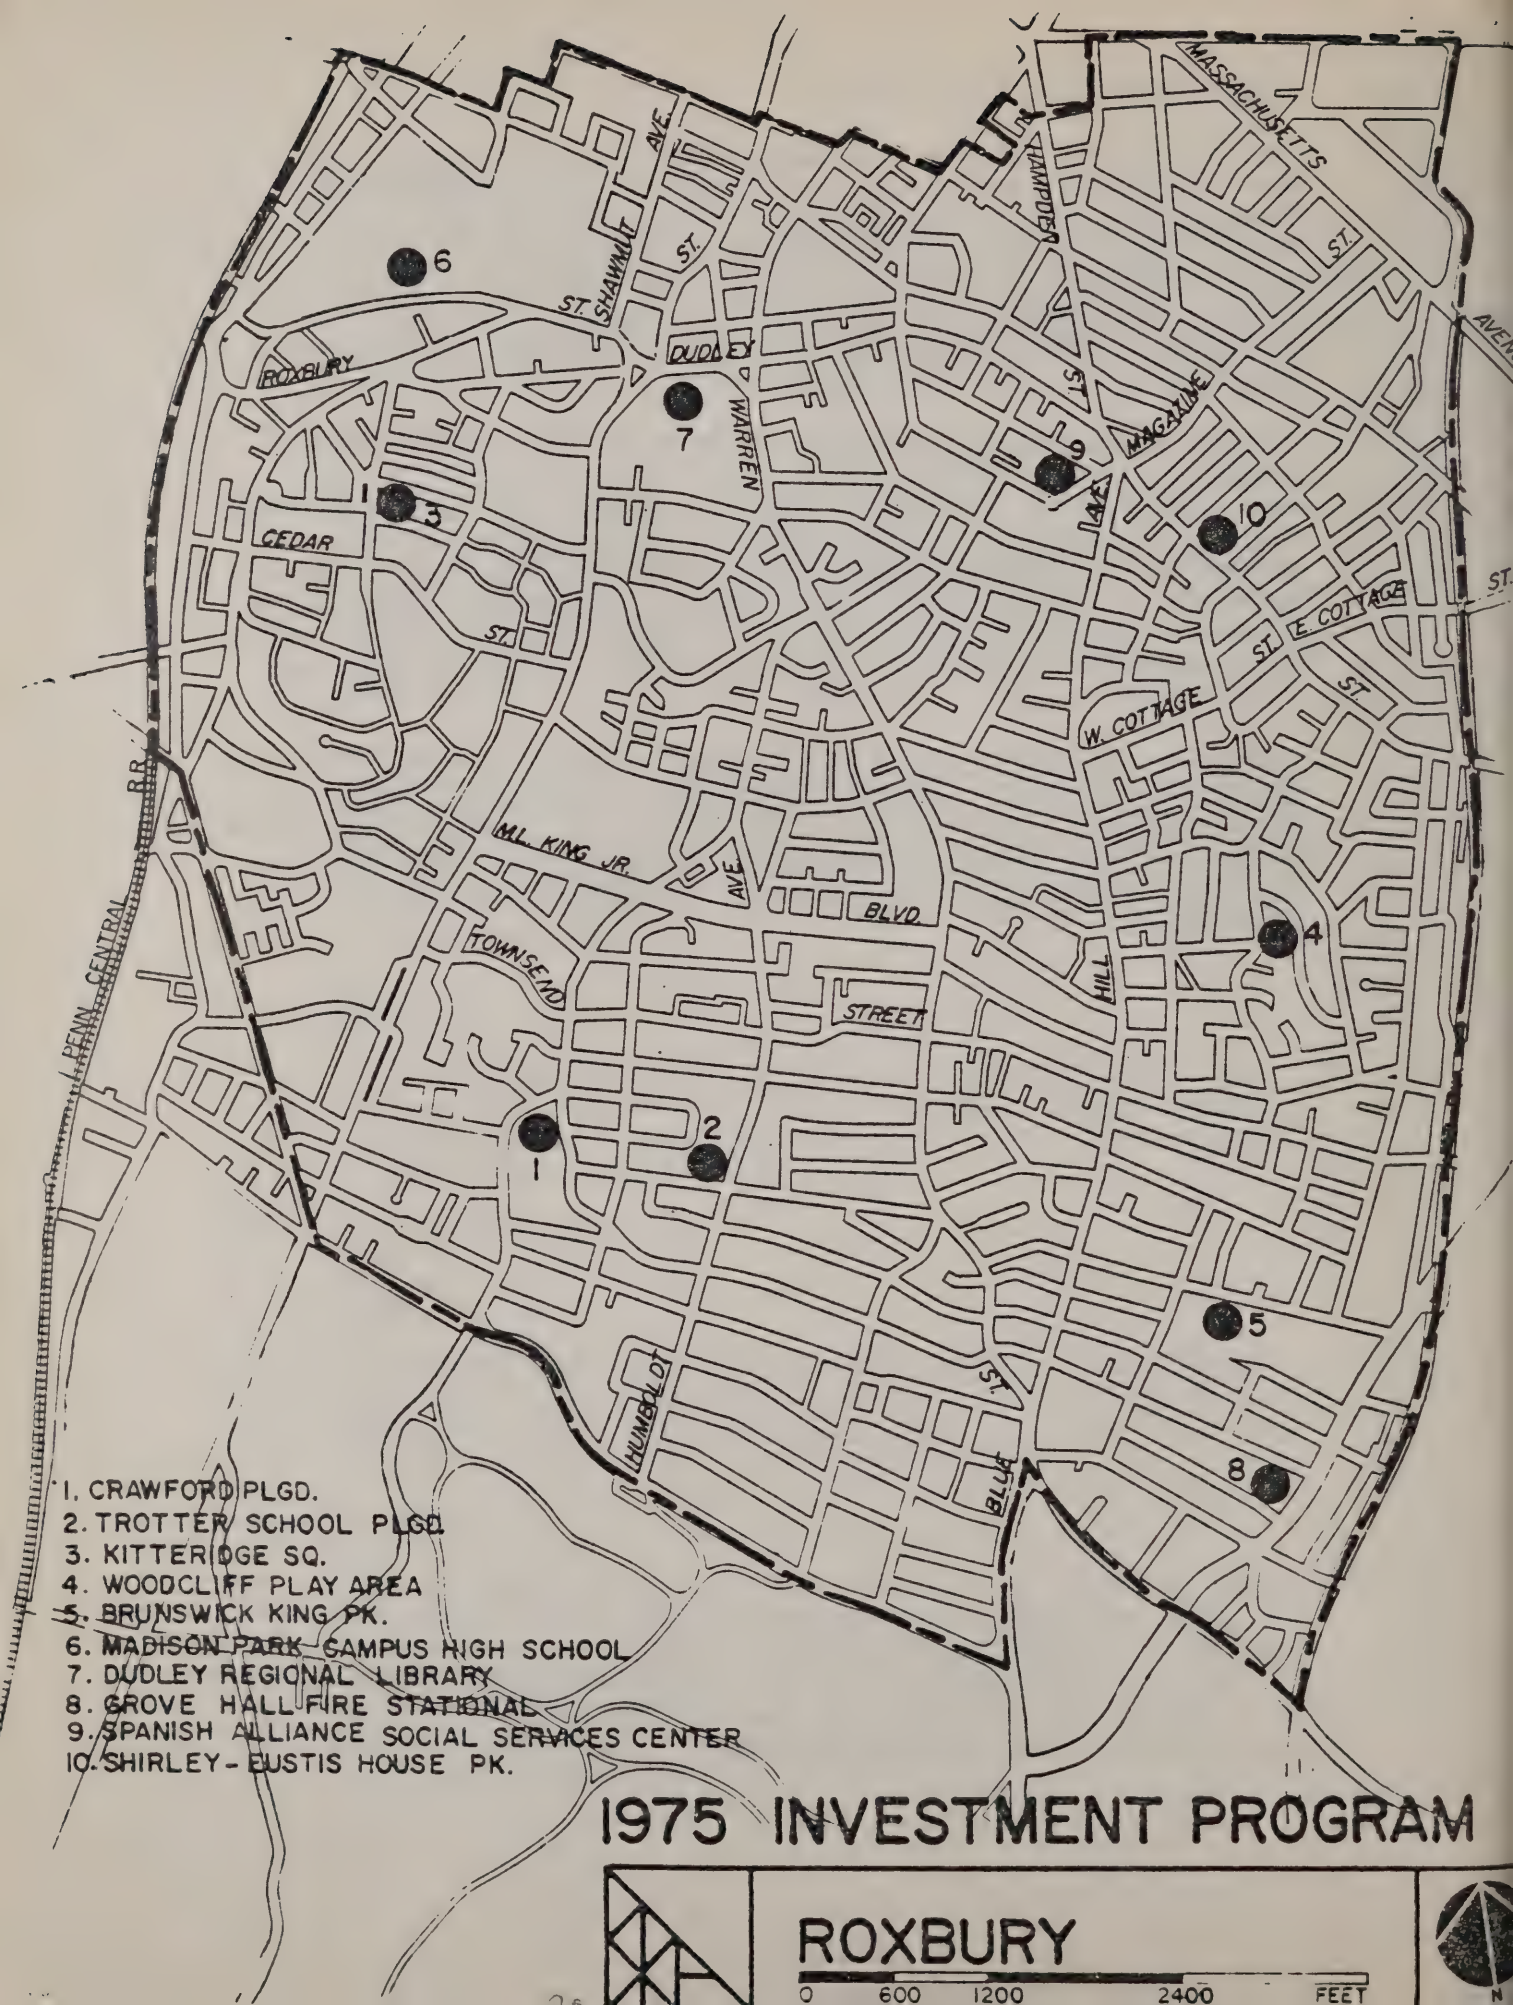 MASSACHUSETTS
AVE.
HAMPDEN
ST.
ST.
SHAWMUT
6
ST.
DUDLEY
ROXBURY
ST.
MAGAZINE
7
WARREN
9
3
AVE.
10
CEDAR
ST.
E. COTTAGE
ST.
ST.
ST.
W. COTTAGE
R.R.
M.L. KING JR.
AVE.
BLVD.
PENN CENTRAL
TOWNSEND
4
HILL
STREET
2
1
5
ST.
HUMBOLDT
BLUE
8
1. CRAWFORD PLGD.
2. TROTTER SCHOOL PLGD.
3. KITTERIDGE SQ.
4. WOODCLIFF PLAY AREA
5. BRUNSWICK KING PK.
6. MADISON PARK CAMPUS HIGH SCHOOL
7. DUDLEY REGIONAL LIBRARY
8. GROVE HALL FIRE STATIONAL
9. SPANISH ALLIANCE SOCIAL SERVICES CENTER
10. SHIRLEY-EUSTIS HOUSE PK.
1975 INVESTMENT PROGRAM
ROXBURY
0 600 1200 2400 FEET
N